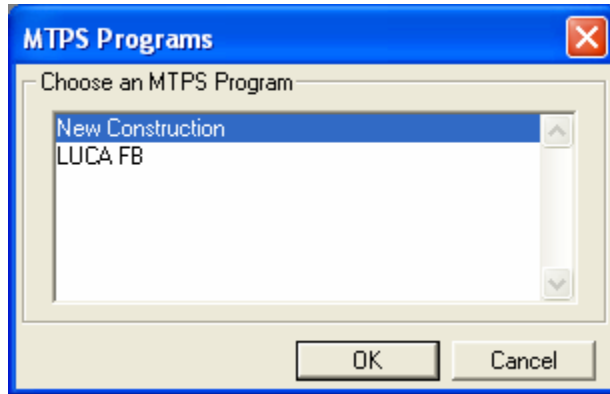 MTPS Programs
Choose an MTPS Program
New Construction
LUCA FB
OK Cancel